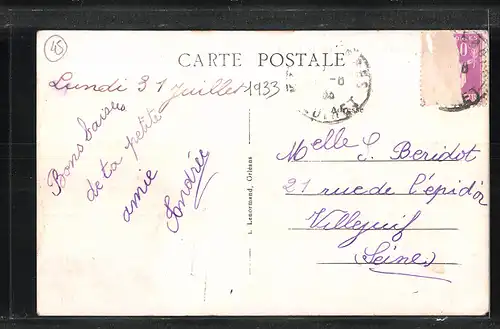 45
CARTE POSTALE
Lundi 31 Juillet 1933
Bons baisers
de ta petite
amie
Andrée
L. Lenormand, Orléans
Melle S. Beridot
21 rue de l'épidor
Villejuif
(Seine)